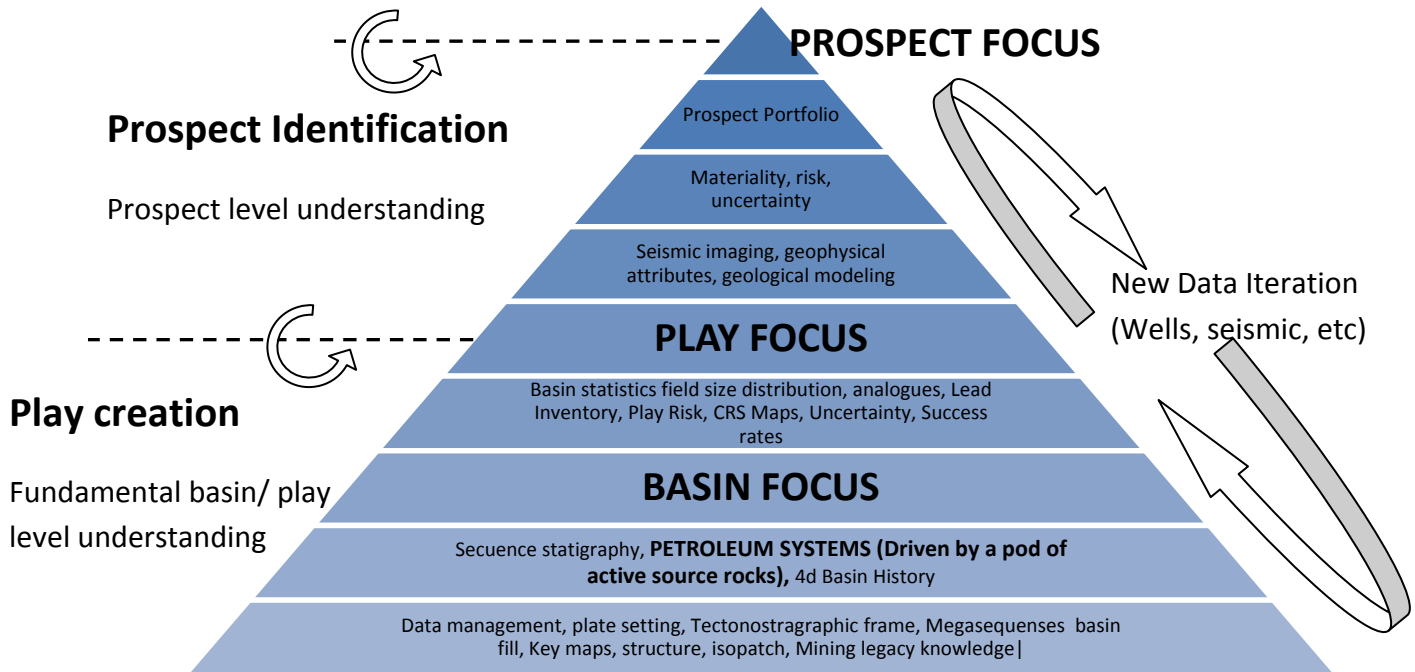 PROSPECT FOCUS
Prospect Portfolio
Prospect Identification
Prospect level understanding
Materiality, risk,
uncertainty
Seismic imaging, geophysical
attributes, geological modeling
New Data Iteration
(Wells, seismic, etc)
PLAY FOCUS
Basin statistics field size distribution, analogues, Lead
Inventory, Play Risk, CRS Maps, Uncertainty, Success
rates
Play creation
Fundamental basin/ play
level understanding
BASIN FOCUS
Secuence statigraphy, PETROLEUM SYSTEMS (Driven by a pod of
active source rocks), 4d Basin History
Data management, plate setting, Tectonostragraphic frame, Megasequenses basin
fill, Key maps, structure, isopatch, Mining legacy knowledge|